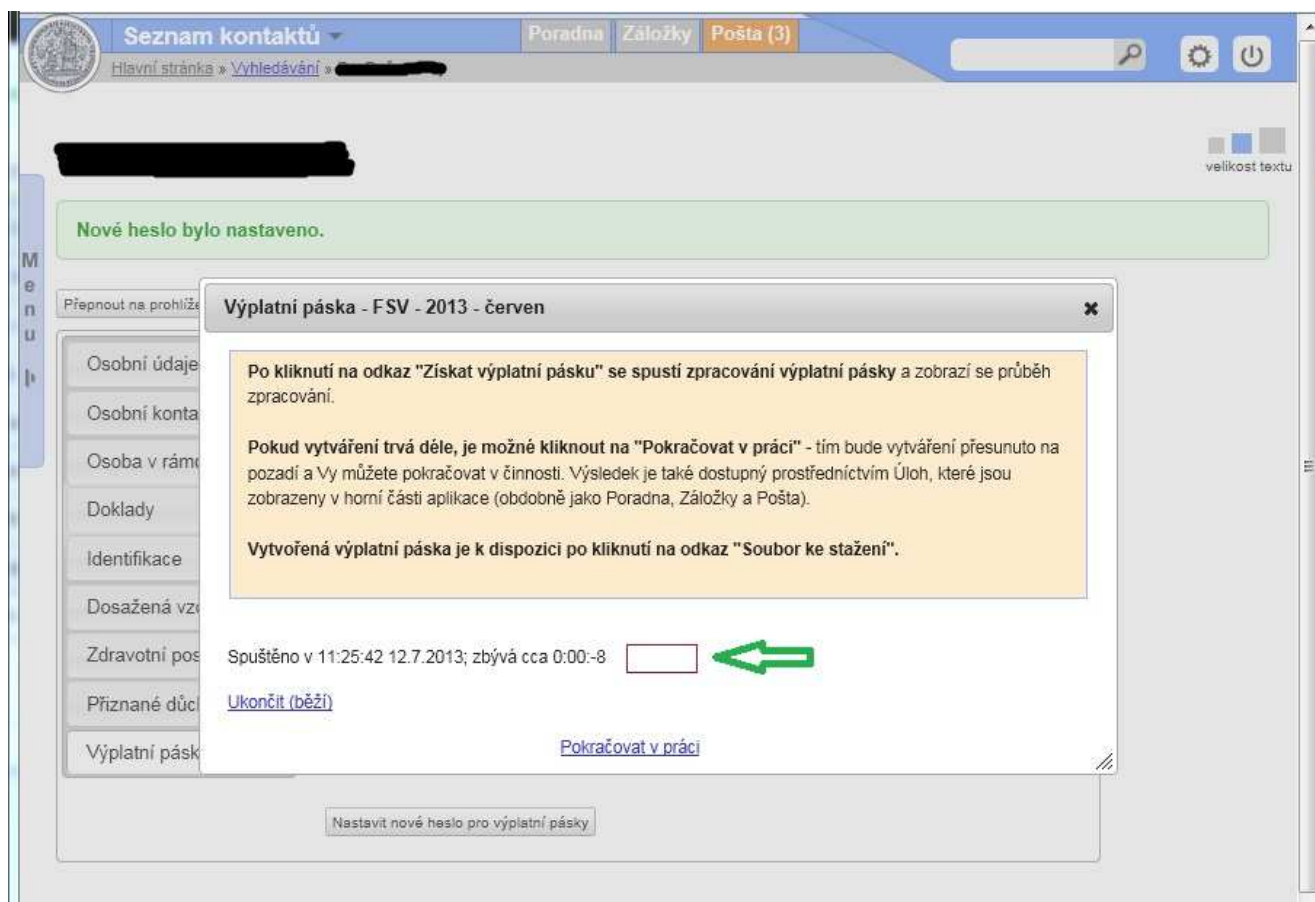 Seznam kontaktů
Poradna Záložky Pošta (3)
Hlavní stránka » Vyhledávání »
velikost textu
Nové heslo bylo nastaveno.
Menu
Přepnout na prohlíže
Výplatní páska - FSV - 2013 - červen
Osobní údaje
Osobní konta
Osoba v rámc
Doklady
Identifikace
Dosažená vzd
Zdravotní pos
Přiznané důch
Výplatní pásk
Po kliknutí na odkaz "Získat výplatní pásku" se spustí zpracování výplatní pásky a zobrazí se průběh
zpracování.
Pokud vytváření trvá déle, je možné kliknout na "Pokračovat v práci" - tím bude vytváření přesunuto na
pozadí a Vy můžete pokračovat v činnosti. Výsledek je také dostupný prostřednictvím Úloh, které jsou
zobrazeny v horní části aplikace (obdobně jako Poradna, Záložky a Pošta).
Vytvořená výplatní páska je k dispozici po kliknutí na odkaz "Soubor ke stažení".
Spuštěno v 11:25:42 12.7.2013; zbývá cca 0:00:-8
Ukončit (běží)
Pokračovat v práci
Nastavit nové heslo pro výplatní pásky